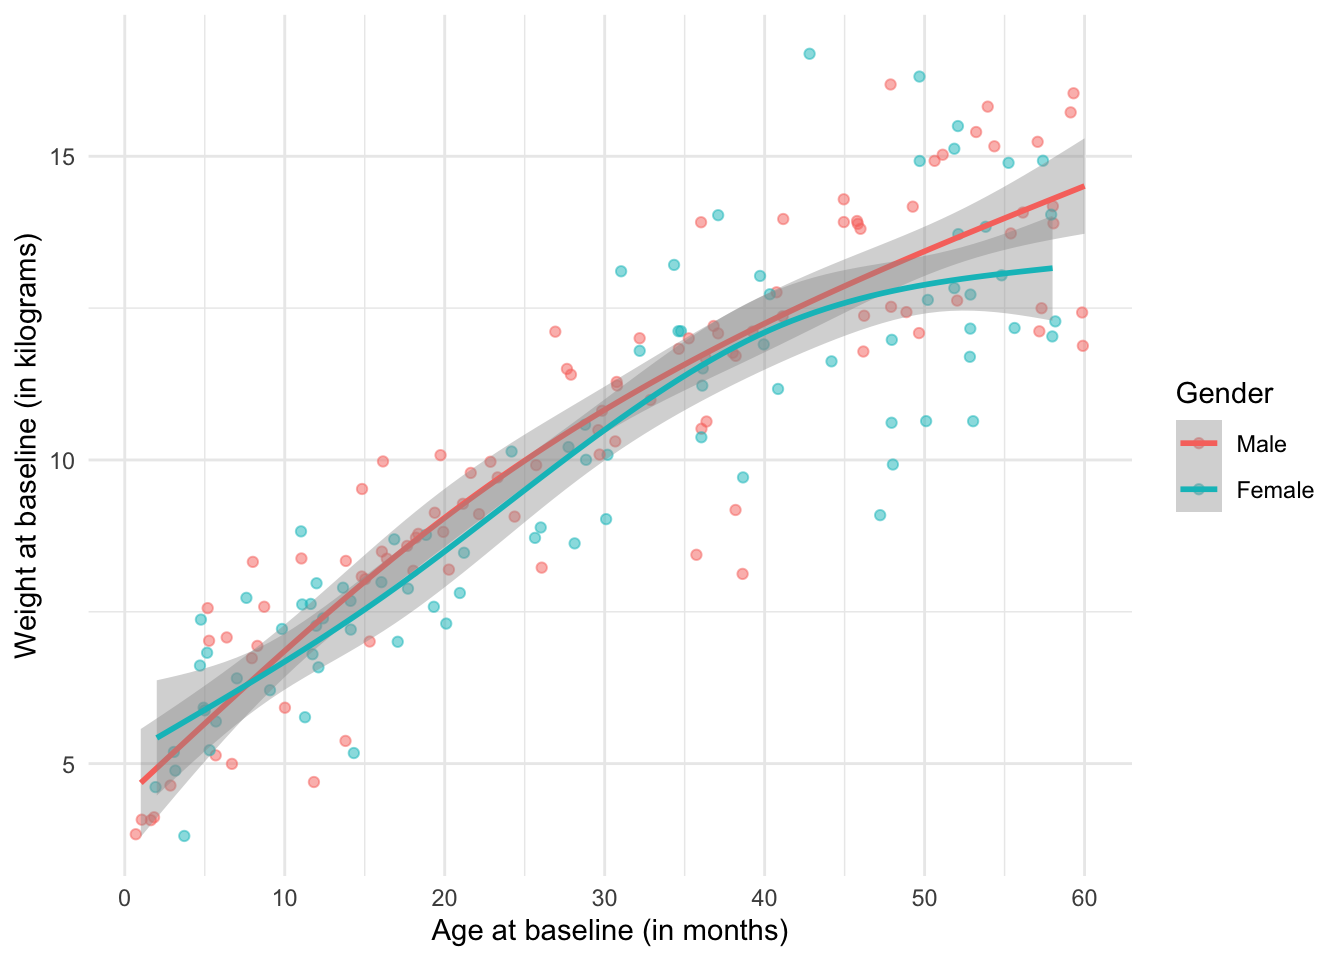 Weight at baseline (in kilograms)
15
10
5
0 10 20 30 40 50 60
Age at baseline (in months)
Gender
Male
Female